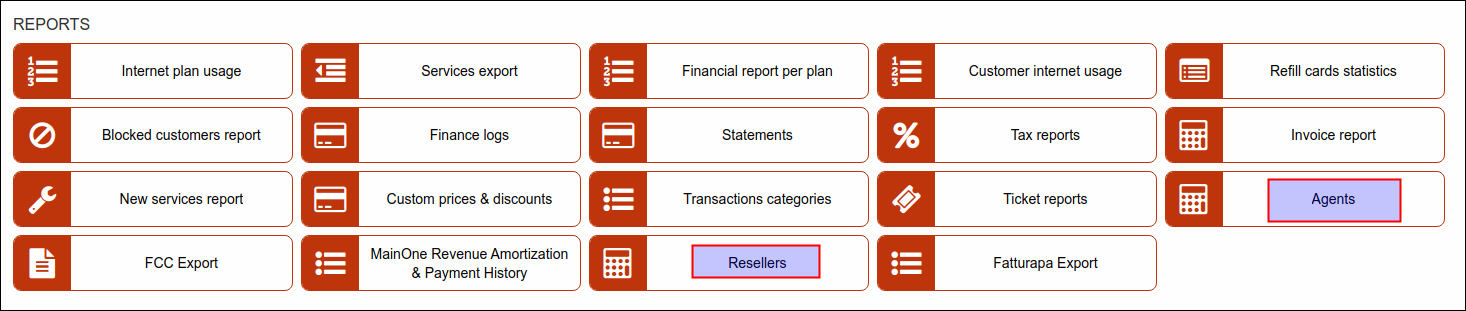 REPORTS
Internet plan usage
Services export
Financial report per plan
Customer internet usage
Refill cards statistics
Blocked customers report
Finance logs
Statements
Tax reports
Invoice report
New services report
Custom prices & discounts
Transactions categories
Ticket reports
Agents
FCC Export
MainOne Revenue Amortization
& Payment History
Resellers
Fatturapa Export